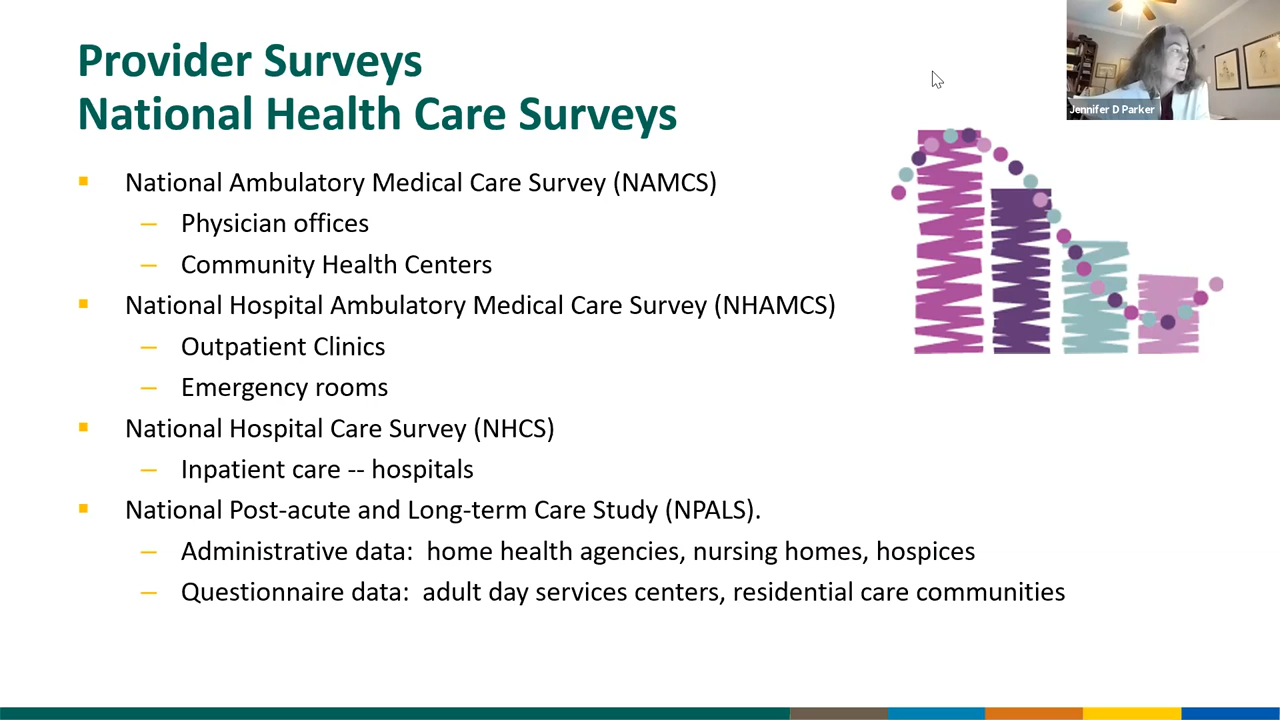 Provider Surveys
National Health Care Surveys
Jennifer D Parker
National Ambulatory Medical Care Survey (NAMCS)
– Physician offices
– Community Health Centers
National Hospital Ambulatory Medical Care Survey (NHAMCS)
– Outpatient Clinics
– Emergency rooms
National Hospital Care Survey (NHCS)
– Inpatient care -- hospitals
National Post-acute and Long-term Care Study (NPALS).
– Administrative data:  home health agencies, nursing homes, hospices
– Questionnaire data:  adult day services centers, residential care communities